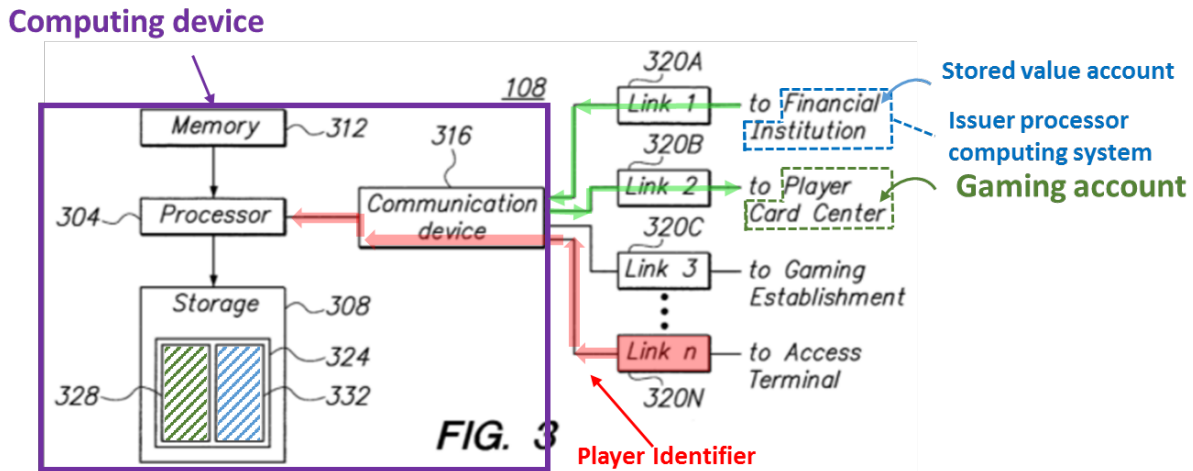 Computing device
108
320A
Link 1
to Financial
Institution
Stored value account
Issuer processor
computing system
Memory
312
316
320B
Link 2
to Player
Card Center
Gaming account
304
Processor
Communication
device
320C
Link 3
to Gaming
Establishment
Storage
308
324
328
332
Link n
to Access
Terminal
320N
FIG. 3
Player Identifier